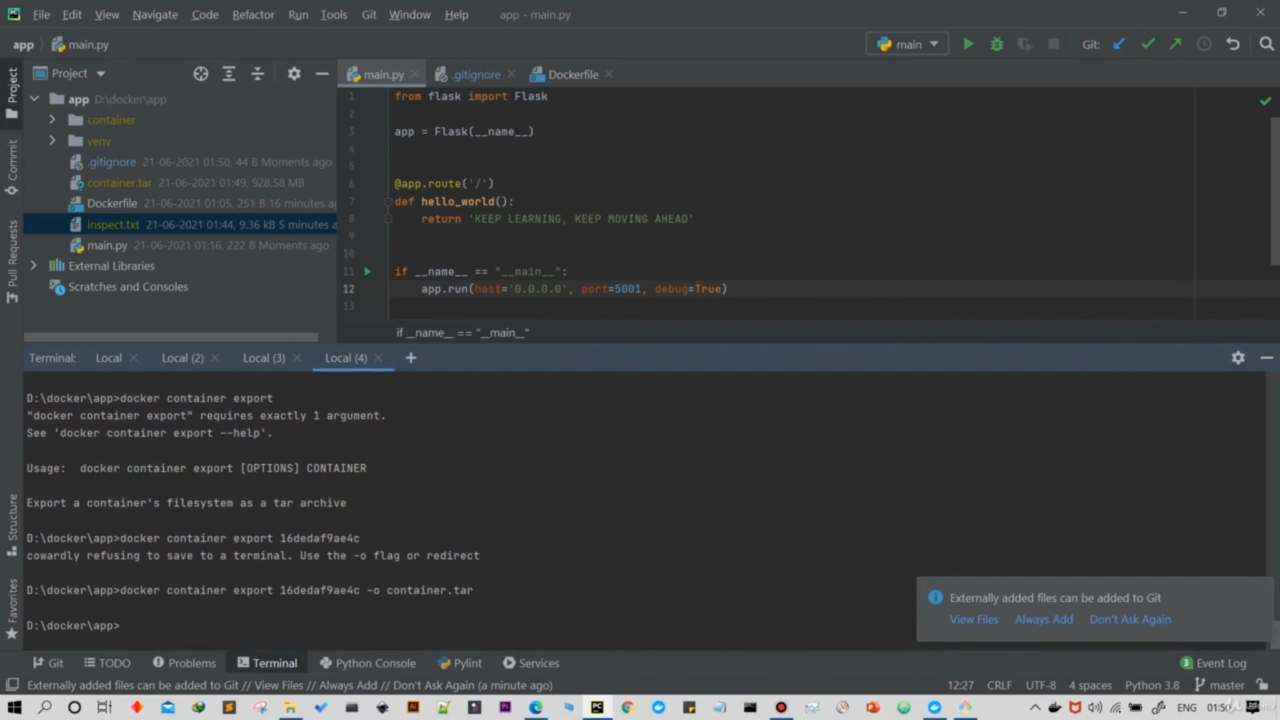 File Edit View Navigate Code Refactor Run Tools Git Window Help app - main.py
app main.py main Git:
Project main.py .gitignore Dockerfile
app D:\docker\app
container
venv
.gitignore 21-06-2021 01:50, 44 B Moments ago
container.tar 21-06-2021 01:49, 928.58 MB
Dockerfile 21-06-2021 01:05, 251 B 16 minutes a
inspect.txt 21-06-2021 01:44, 9.36 kB 5 minutes a
main.py 21-06-2021 01:16, 222 B Moments ago
External Libraries
Scratches and Consoles
Project
Commit
Pull Requests
Structure
Favorites
1 from flask import Flask
2
3 app = Flask(__name__)
4
5
6 @app.route('/')
7 def hello_world():
8 return 'KEEP LEARNING, KEEP MOVING AHEAD'
9
10
11 if __name__ == "__main__":
12 app.run(host='0.0.0.0', port=5001, debug=True)
13
if __name__ == "__main__"
Terminal: Local Local (2) Local (3) Local (4)
D:\docker\app>docker container export
"docker container export" requires exactly 1 argument.
See 'docker container export --help'.
Usage: docker container export [OPTIONS] CONTAINER
Export a container's filesystem as a tar archive
D:\docker\app>docker container export 16dedaf9ae4c
cowardly refusing to save to a terminal. Use the -o flag or redirect
D:\docker\app>docker container export 16dedaf9ae4c -o container.tar
D:\docker\app>
Externally added files can be added to Git
View Files Always Add Don't Ask Again
Git TODO Problems Terminal Python Console Pylint Services 3 Event Log
Externally added files can be added to Git // View Files // Always Add // Don't Ask Again (a minute ago) 12:27 CRLF UTF-8 4 spaces Python 3.8 master
ENG 01:50